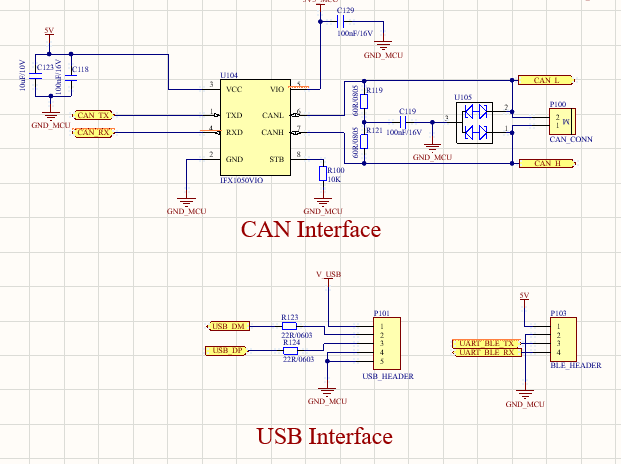 C129
100nF/16V
GND_MCU
5V
C123
10uF/10V
C118
100nF/16V
GND_MCU
U104
3 VCC VIO 5
CAN_TX 1 TXD CANL 6
CAN_RX 4 RXD CANH 7
2 GND STB 8
IFX1050VIO
GND_MCU
R100
10K
GND_MCU
R119
60R/0805
R121
60R/0805
C119
100nF/16V
GND_MCU
U105
3 2
1
CAN_L
P100
2
1
CAN_CONN
CAN_H
CAN Interface
V_USB
P101
USB_DM R123
22R/0603
USB_DP R124
22R/0603
1
2
3
4
5
USB_HEADER
GND_MCU
5V
P103
UART_BLE_TX
UART_BLE_RX
1
2
3
4
BLE_HEADER
GND_MCU
USB Interface